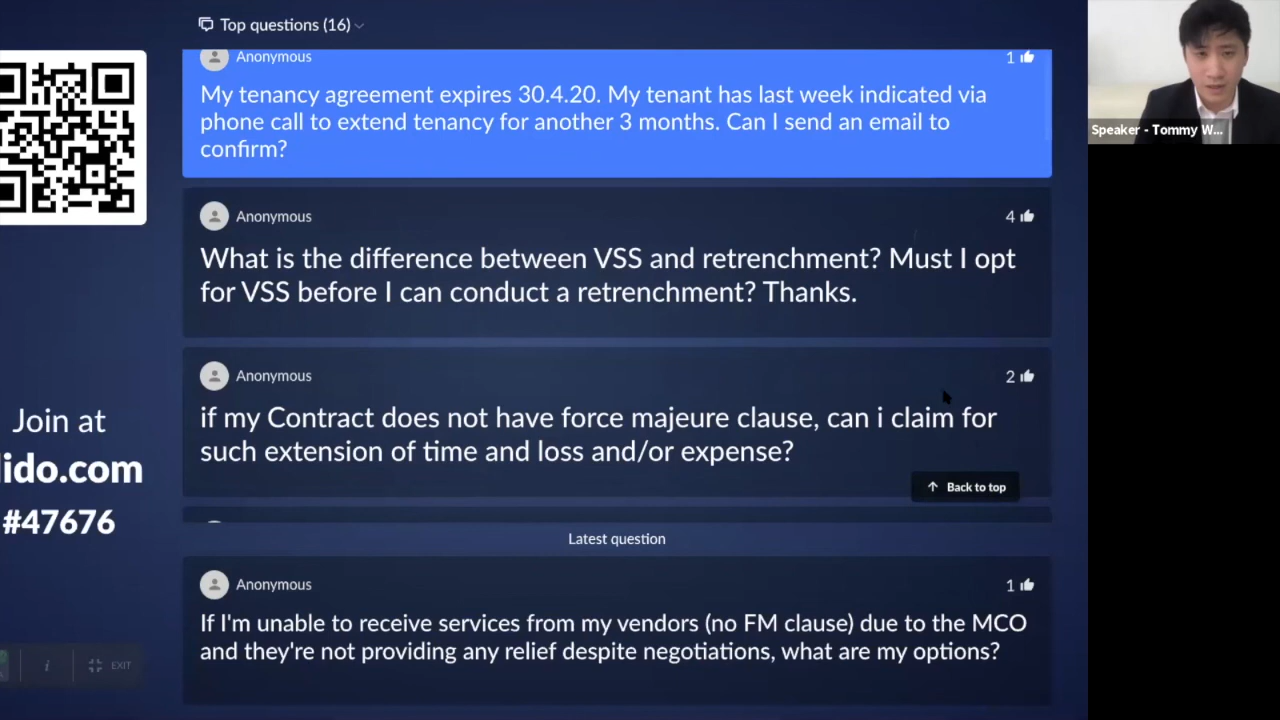 Top questions (16)
Anonymous
1
My tenancy agreement expires 30.4.20. My tenant has last week indicated via
phone call to extend tenancy for another 3 months. Can I send an email to
confirm?
Anonymous
4
What is the difference between VSS and retrenchment? Must I opt
for VSS before I can conduct a retrenchment? Thanks.
Anonymous
2
if my Contract does not have force majeure clause, can i claim for
such extension of time and loss and/or expense?
Back to top
Latest question
Anonymous
1
If I'm unable to receive services from my vendors (no FM clause) due to the MCO
and they're not providing any relief despite negotiations, what are my options?
Join at
lido.com
#47676
i
EXIT
Speaker - Tommy W...